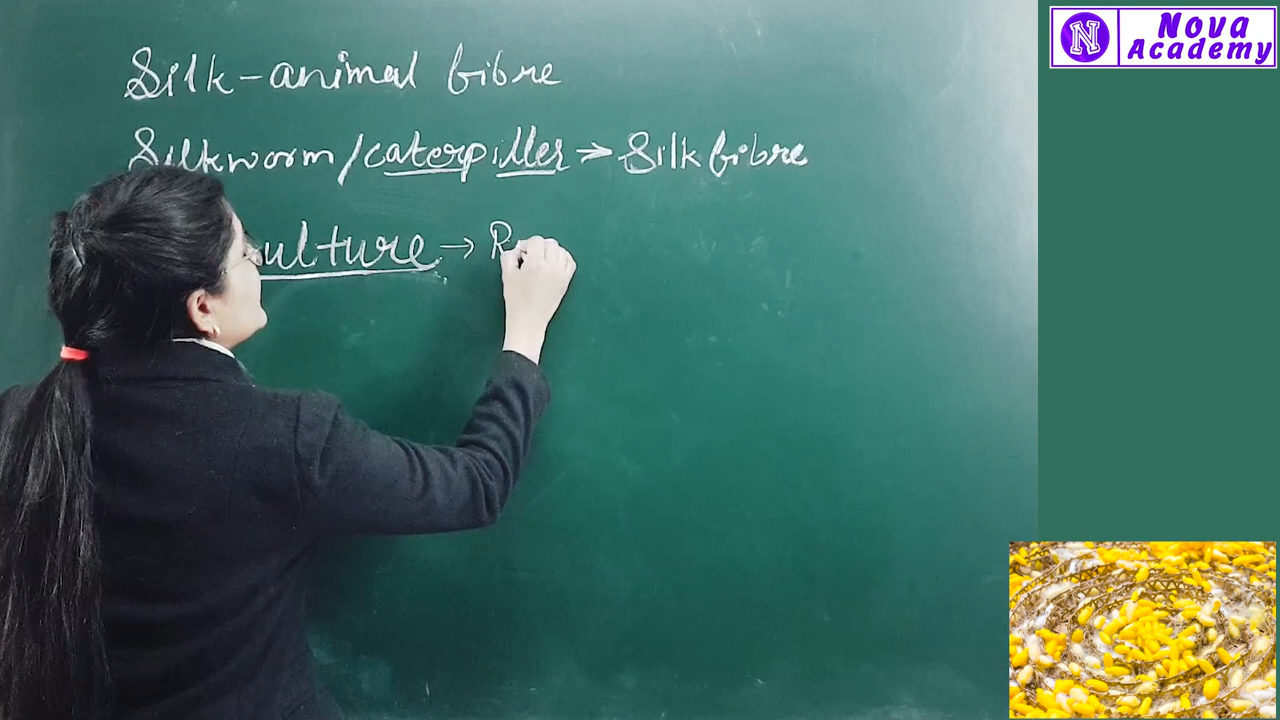 Silk-animal fibre
Silkworm/caterpiller → Silk fibre
ulture → R
N Nova
Academy